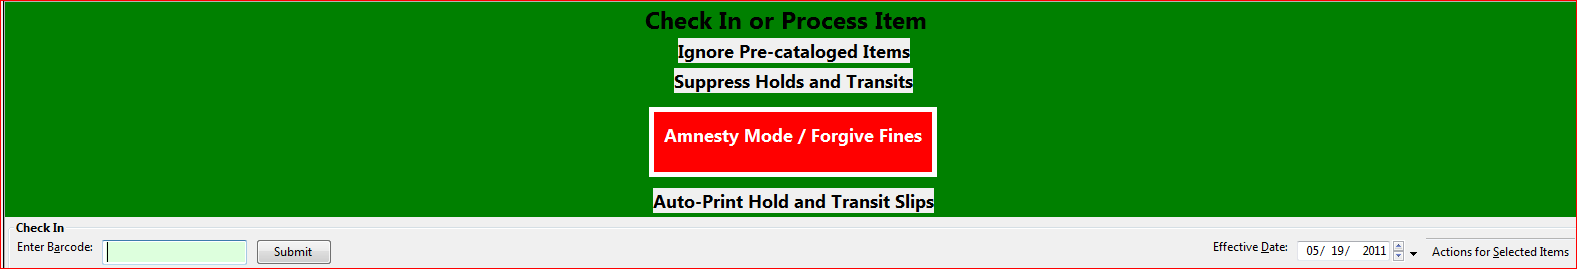 Check In or Process Item
Ignore Pre-cataloged Items
Suppress Holds and Transits
Amnesty Mode / Forgive Fines
Auto-Print Hold and Transit Slips
Check In
Enter Barcode: Submit Effective Date: 05/ 19/ 2011 Actions for Selected Items